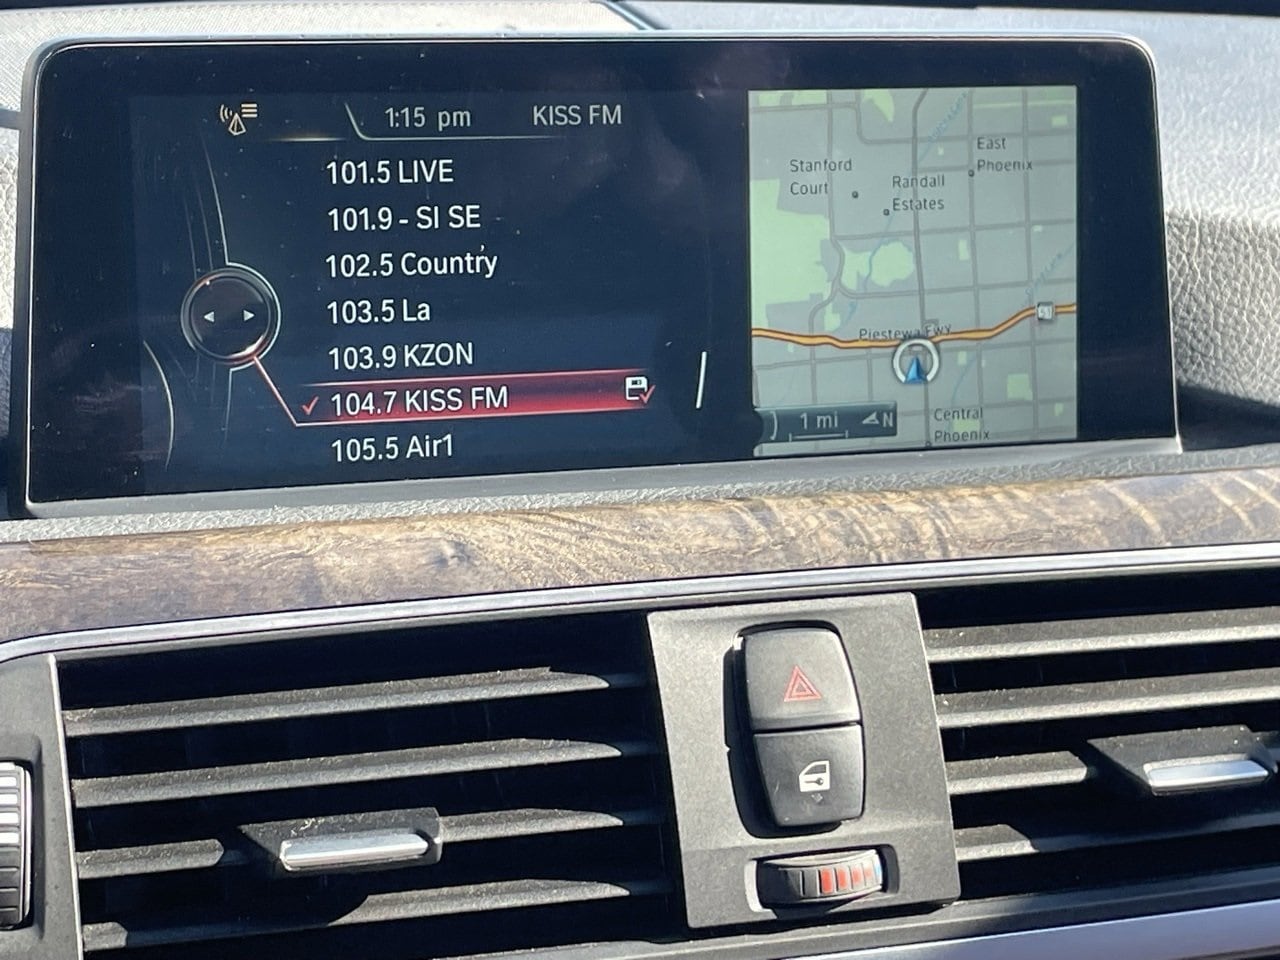 1:15 pm
KISS FM
101.5 LIVE
101.9 - SI SE
102.5 Country
103.5 La
103.9 KZON
104.7 KISS FM
105.5 Air1
East
Phoenix
Stanford
Court
Randall
Estates
Piestewa Fwy
51
1 mi
N
Central
Phoenix